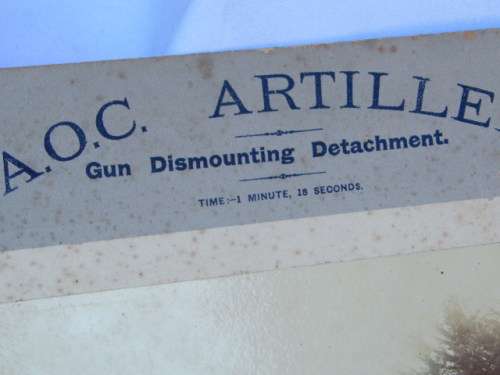 A.O.C. ARTILLE
Gun Dismounting Detachment.
TIME:—1 MINUTE, 18 SECONDS.